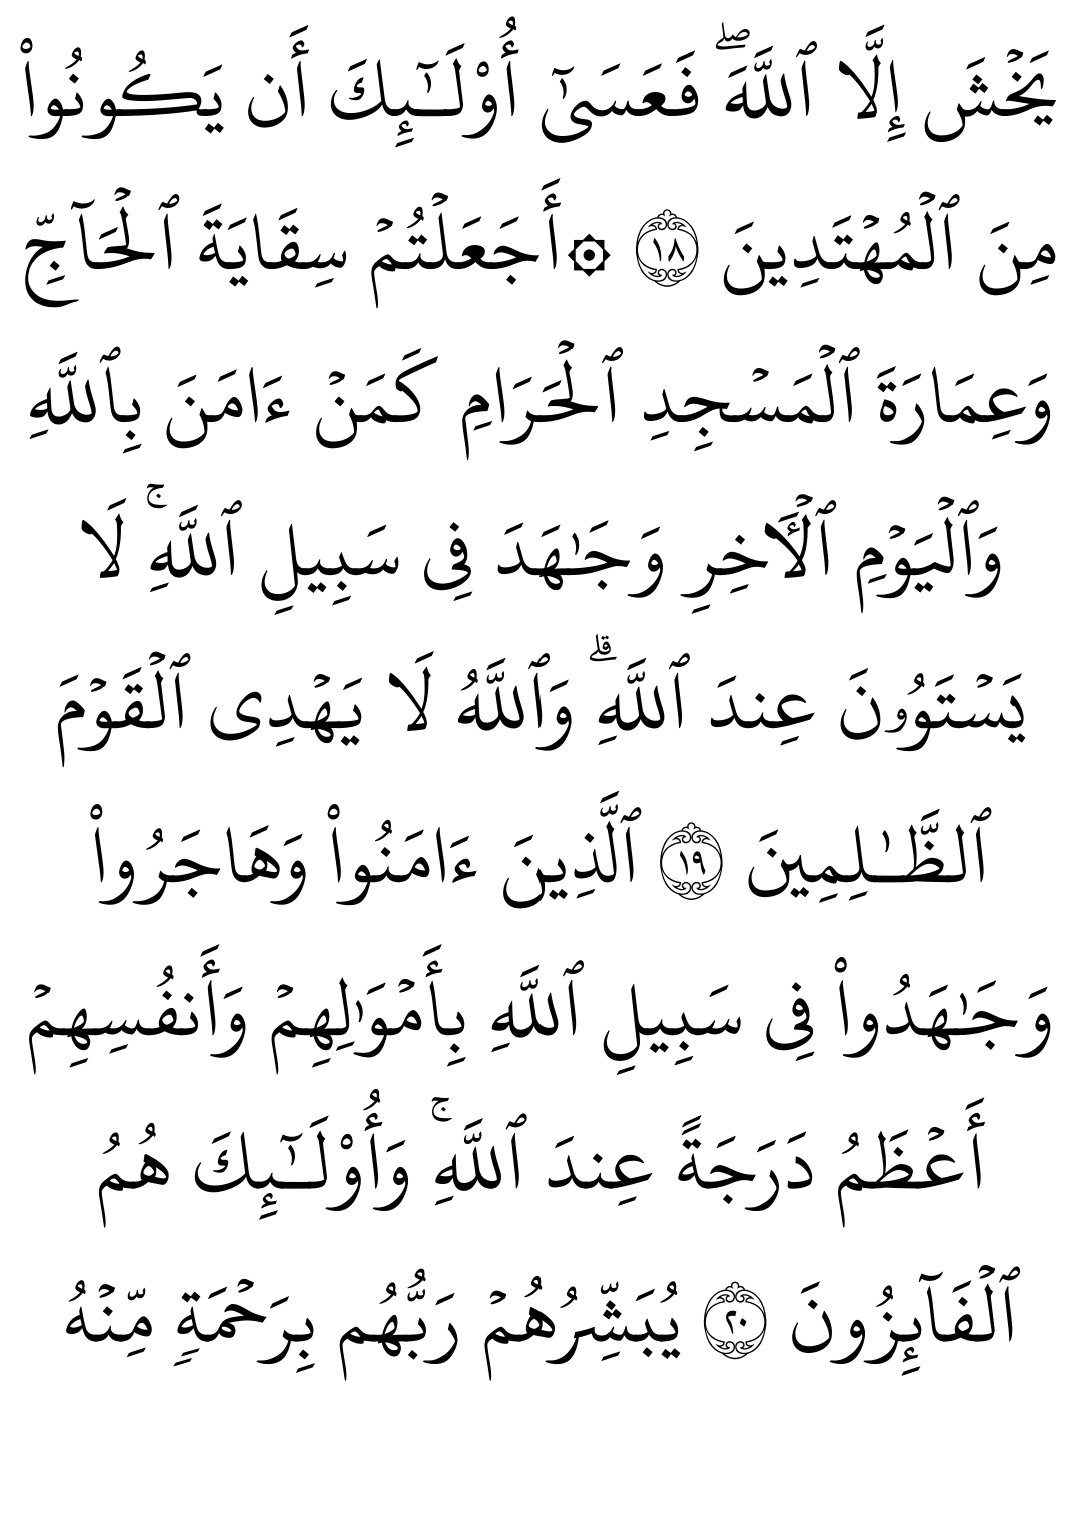 يَخۡشَ إِلَّا ٱللَّهَۖ فَعَسَىٰٓ أُوْلَـٰٓئِكَ أَن يَكُونُواْ
مِنَ ٱلۡمُهۡتَدِينَ ١٨ ۞أَجَعَلۡتُمۡ سِقَايَةَ ٱلۡحَآجِّ
وَعِمَارَةَ ٱلۡمَسۡجِدِ ٱلۡحَرَامِ كَمَنۡ ءَامَنَ بِٱللَّهِ
وَٱلۡيَوۡمِ ٱلۡأٓخِرِ وَجَٰهَدَ فِى سَبِيلِ ٱللَّهِۚ لَا
يَسۡتَوُۥنَ عِندَ ٱللَّهِۗ وَٱللَّهُ لَا يَهۡدِى ٱلۡقَوۡمَ
ٱلظَّـٰلِمِينَ ١٩ ٱلَّذِينَ ءَامَنُواْ وَهَاجَرُواْ
وَجَٰهَدُواْ فِى سَبِيلِ ٱللَّهِ بِأَمۡوَٰلِهِمۡ وَأَنفُسِهِمۡ
أَعۡظَمُ دَرَجَةً عِندَ ٱللَّهِۚ وَأُوْلَـٰٓئِكَ هُمُ
ٱلۡفَآئِزُونَ ٢٠ يُبَشِّرُهُمۡ رَبُّهُم بِرَحۡمَةٖ مِّنۡهُ